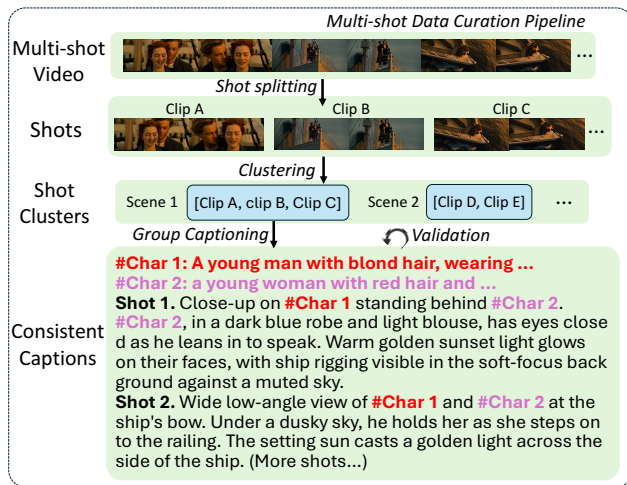 Multi-shot Data Curation Pipeline
Multi-shot
Video
...
Shot splitting
Shots
Clip A
Clip B
Clip C
...
Clustering
Shot
Clusters
Scene 1
[Clip A, clip B, Clip C]
Scene 2
[Clip D, Clip E]
...
Group Captioning
Validation
Consistent
Captions
#Char 1: A young man with blond hair, wearing ...
#Char 2: a young woman with red hair and ...
Shot 1. Close-up on #Char 1 standing behind #Char 2.
#Char 2, in a dark blue robe and light blouse, has eyes close
d as he leans in to speak. Warm golden sunset light glows
on their faces, with ship rigging visible in the soft-focus back
ground against a muted sky.
Shot 2. Wide low-angle view of #Char 1 and #Char 2 at the
ship's bow. Under a dusky sky, he holds her as she steps on
to the railing. The setting sun casts a golden light across the
side of the ship. (More shots...)